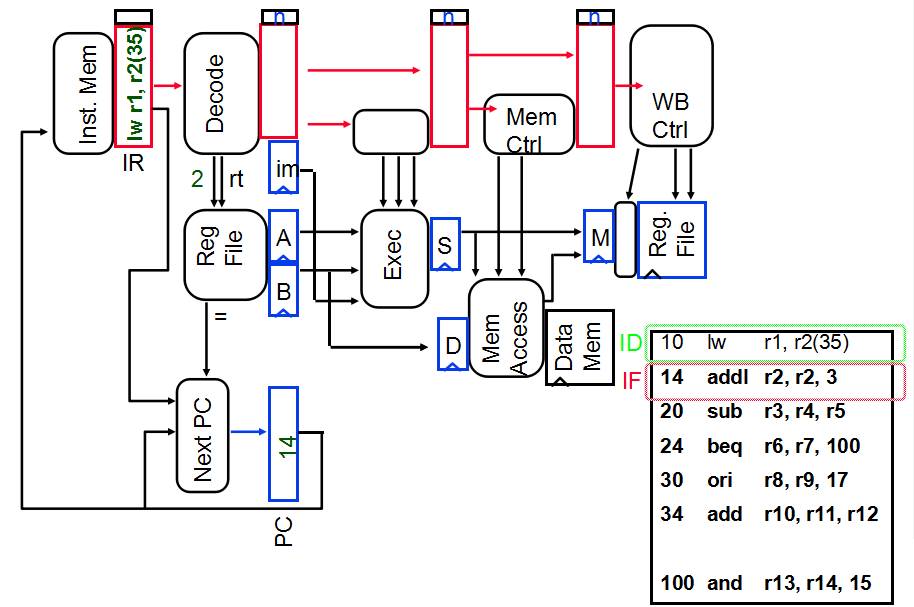 n
n
n
Inst. Mem
lw r1, r2(35)
IR
Decode
2
rt
im
Mem
Ctrl
WB
Ctrl
Reg
File
A
B
=
Exec
S
D
Mem
Access
Data
Mem
M
Reg.
File
Next PC
14
PC
ID
IF
10 lw r1, r2(35)
14 addI r2, r2, 3
20 sub r3, r4, r5
24 beq r6, r7, 100
30 ori r8, r9, 17
34 add r10, r11, r12
100 and r13, r14, 15